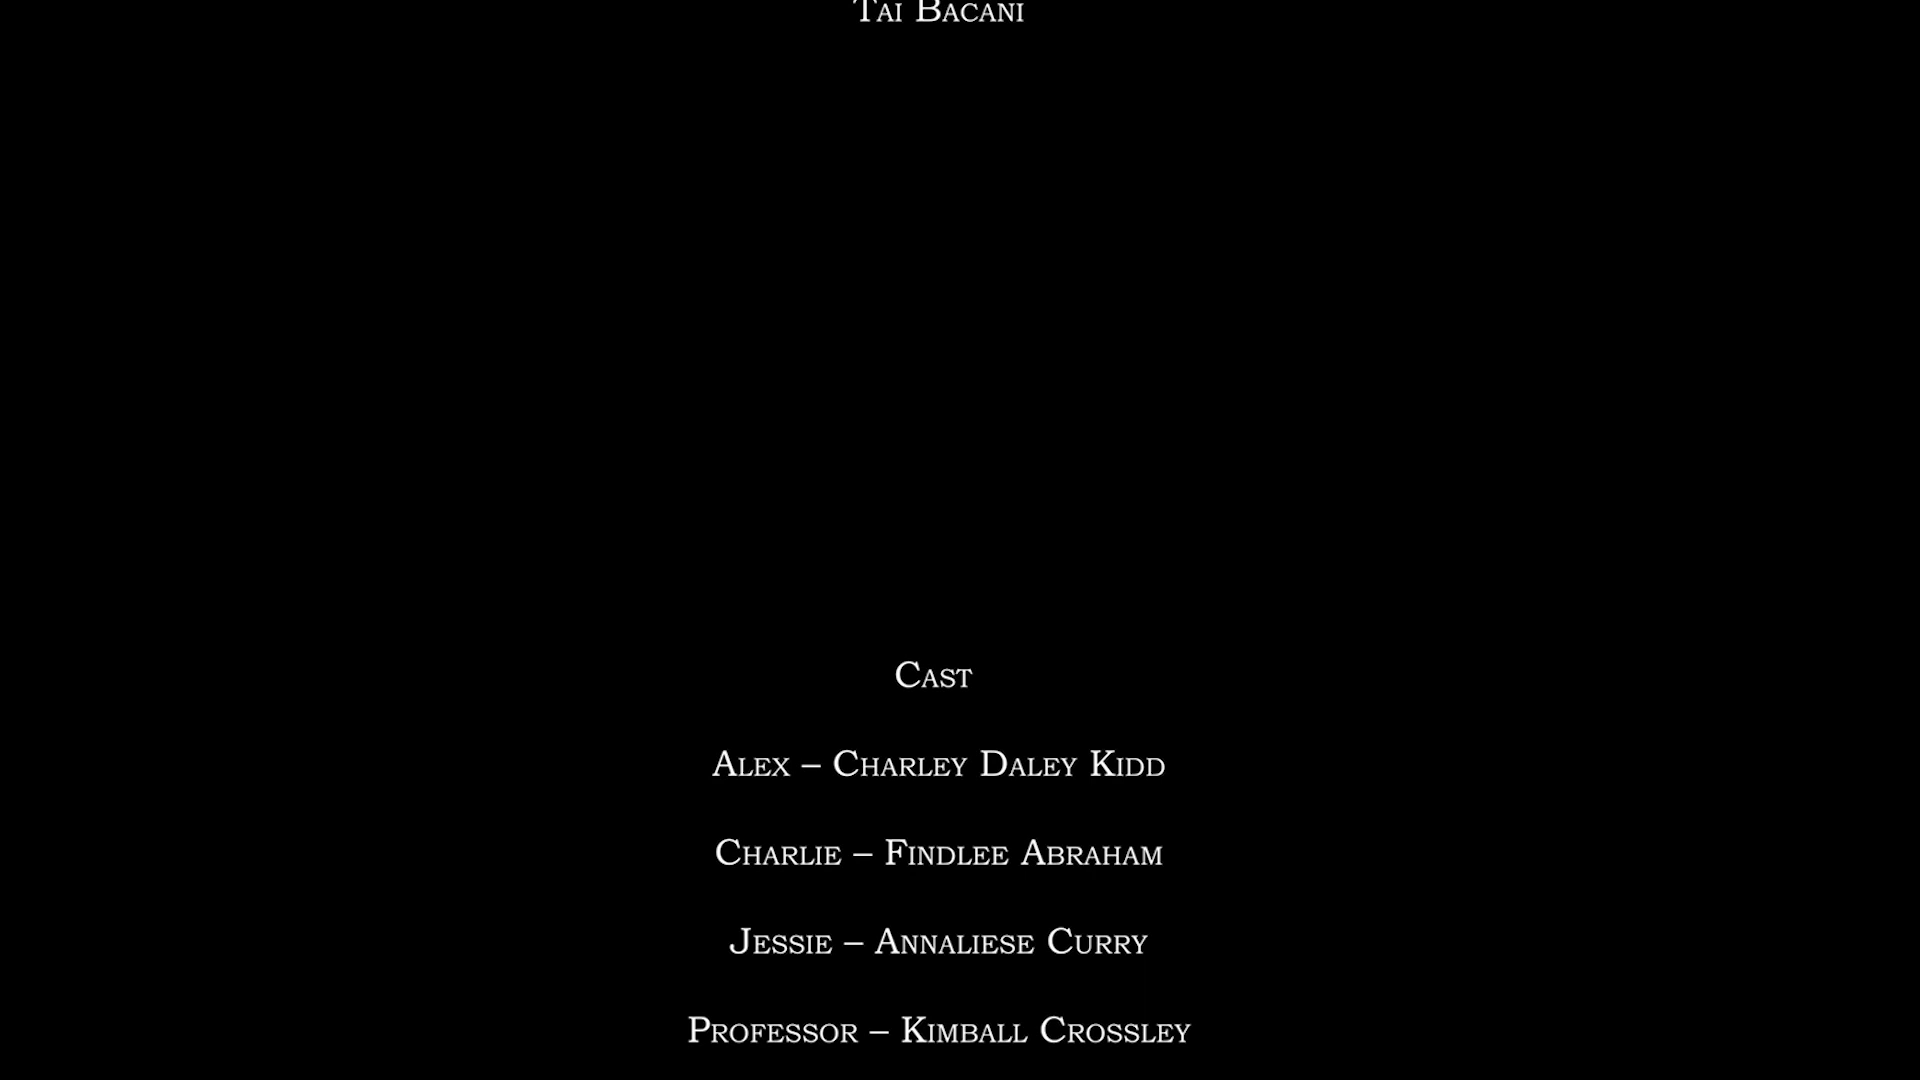 Tai Bacani
Cast
Alex – Charley Daley Kidd
Charlie – Findlee Abraham
Jessie – Annaliese Curry
Professor – Kimball Crossley